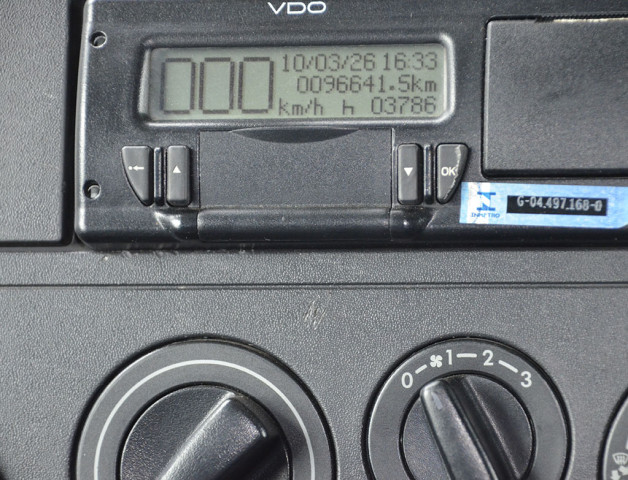 VDO
000
10/03/26 16:33
0096641.5km
km/h h 03786
OK
INMETRO
G-04.497.168-0
0 1 2 3